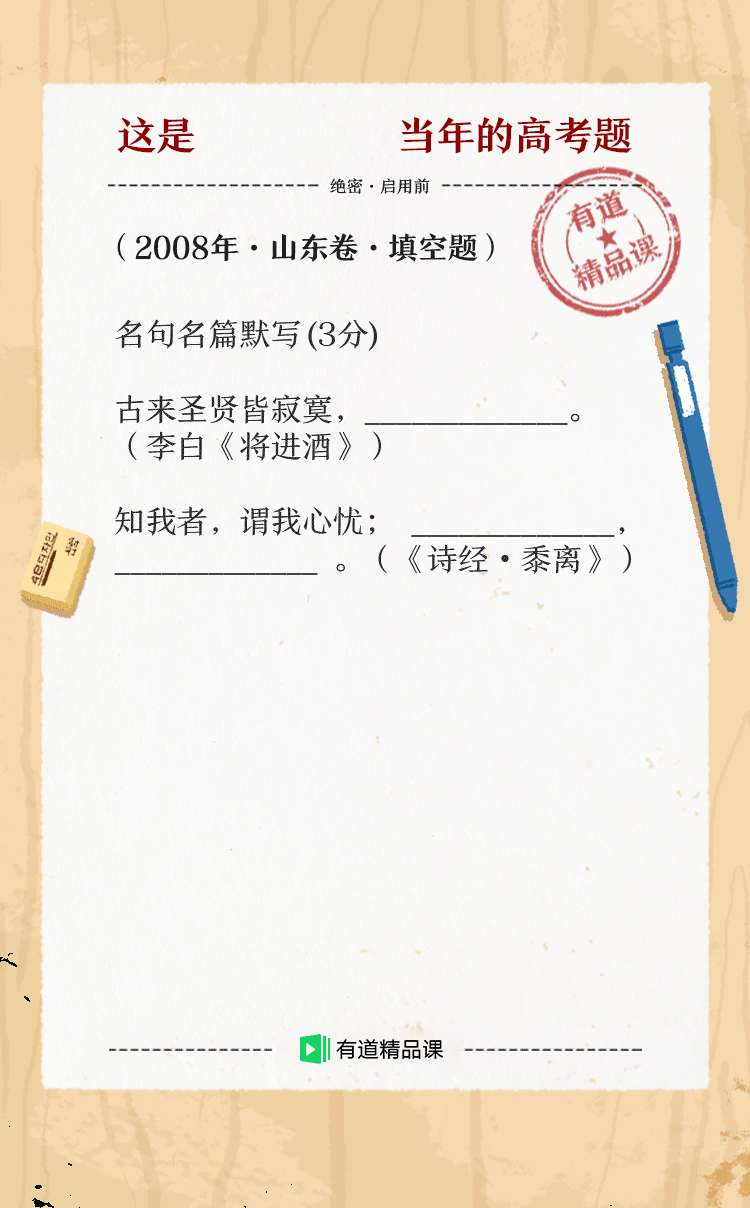 这是 当年的高考题
绝密·启用前
有道
精品课
（2008年·山东卷·填空题）
名句名篇默写(3分)
古来圣贤皆寂寞，_____________。
（李白《将进酒》）
知我者，谓我心忧； _____________，
_____________ 。（《诗经·黍离》）
有道精品课